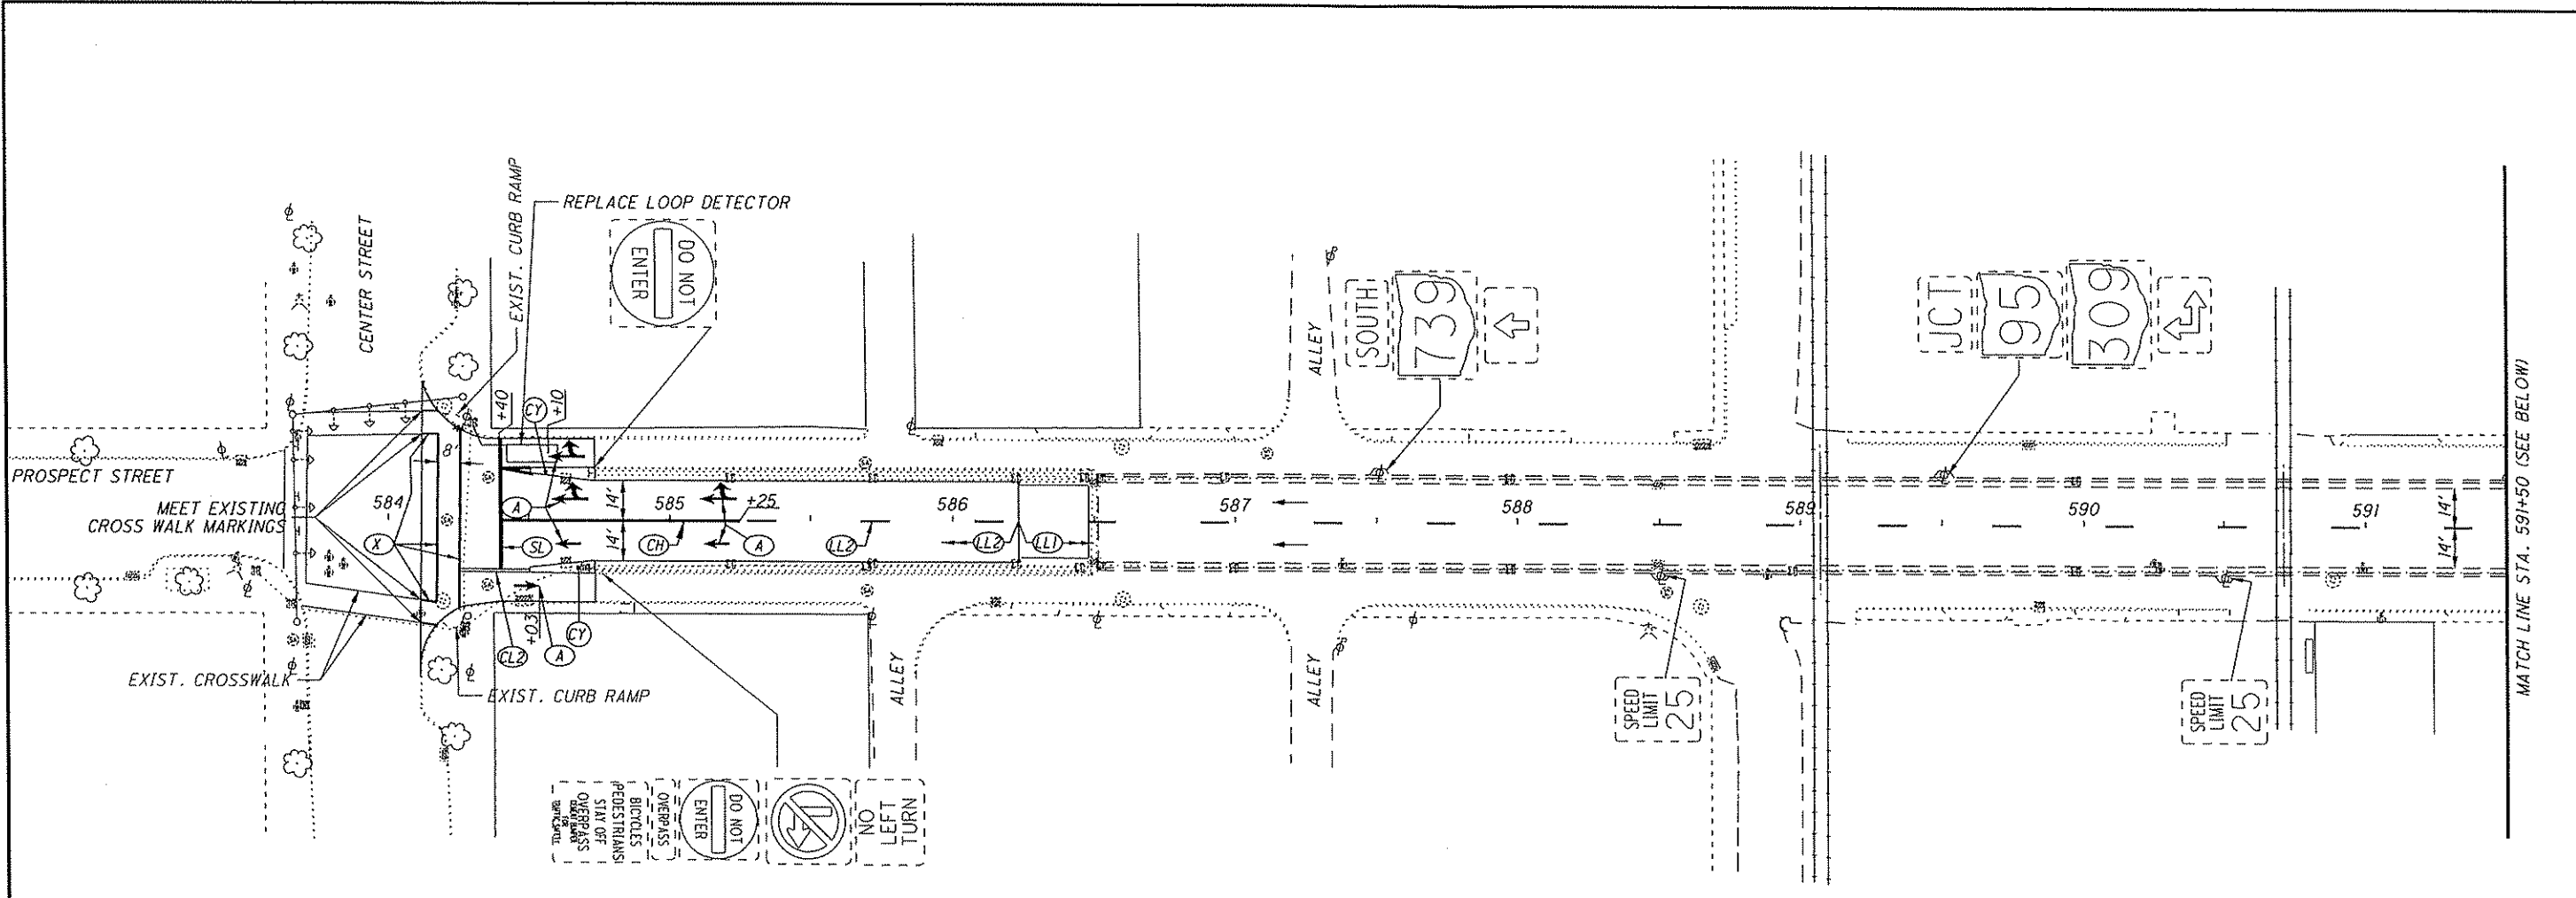 CENTER STREET
EXIST. CURB RAMP
REPLACE LOOP DETECTOR
DO NOT
ENTER
ALLEY
SOUTH
739
JCT
95
309
+40
CY
+10
8'
PROSPECT STREET
MEET EXISTING
CROSS WALK MARKINGS
584
585
586
587
588
589
590
591
A
14'
+25
14'
X
SL
CH
A
LL2
LL2
LL1
14'
14'
MATCH LINE STA. 591+50 (SEE BELOW)
+03
CY
CL2
A
EXIST. CROSSWALK
EXIST. CURB RAMP
ALLEY
ALLEY
SPEED
LIMIT
25
SPEED
LIMIT
25
BICYCLES
PEDESTRIANS
STAY OFF
OVERPASS
OVERPASS
DO NOT
ENTER
NO
LEFT
TURN